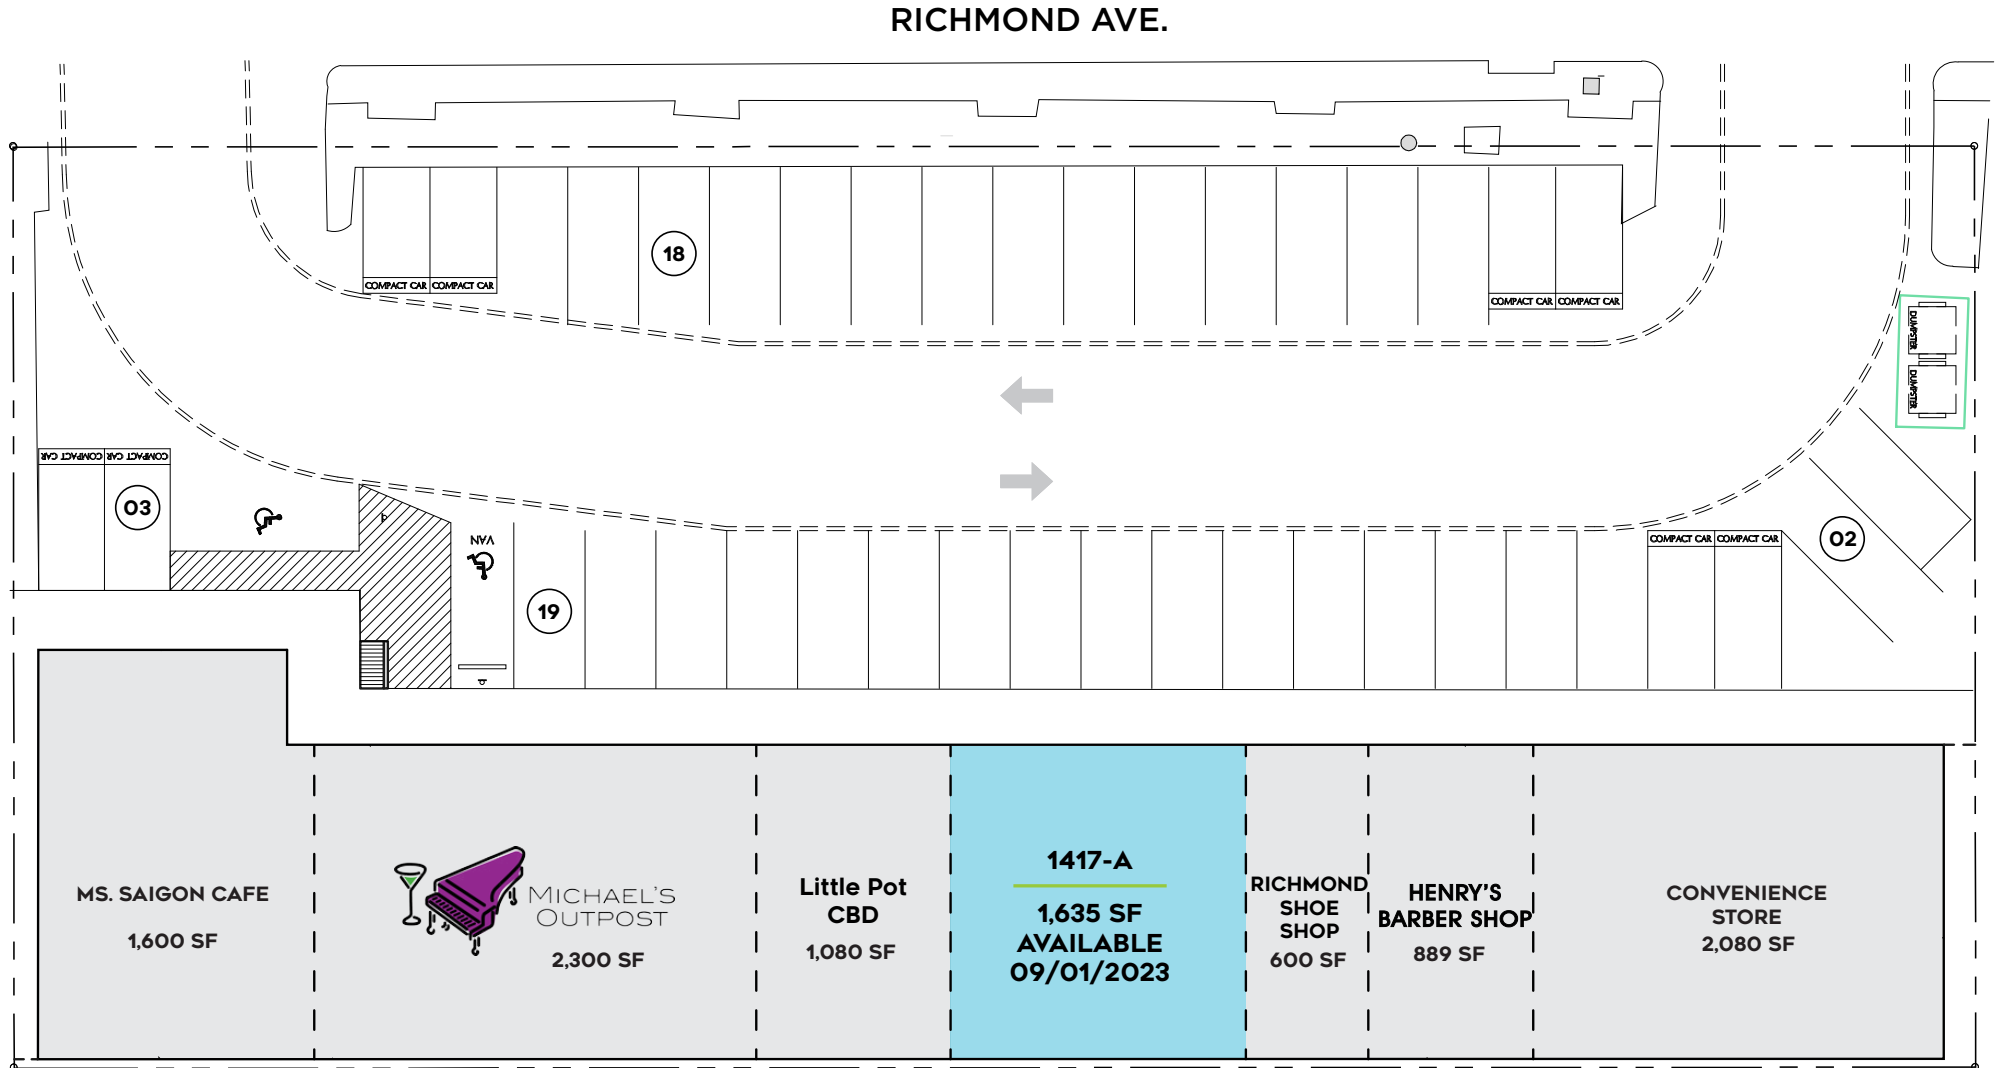 RICHMOND AVE.
18
COMPACT CAR COMPACT CAR
COMPACT CAR COMPACT CAR
DUMPSTER
DUMPSTER
COMPACT CAR COMPACT CAR
03
VAN
COMPACT CAR COMPACT CAR
02
19
MS. SAIGON CAFE
1,600 SF
MICHAEL'S
OUTPOST
2,300 SF
Little Pot
CBD
1,080 SF
1417-A
1,635 SF
AVAILABLE
09/01/2023
RICHMOND
SHOE
SHOP
600 SF
HENRY'S
BARBER SHOP
889 SF
CONVENIENCE
STORE
2,080 SF